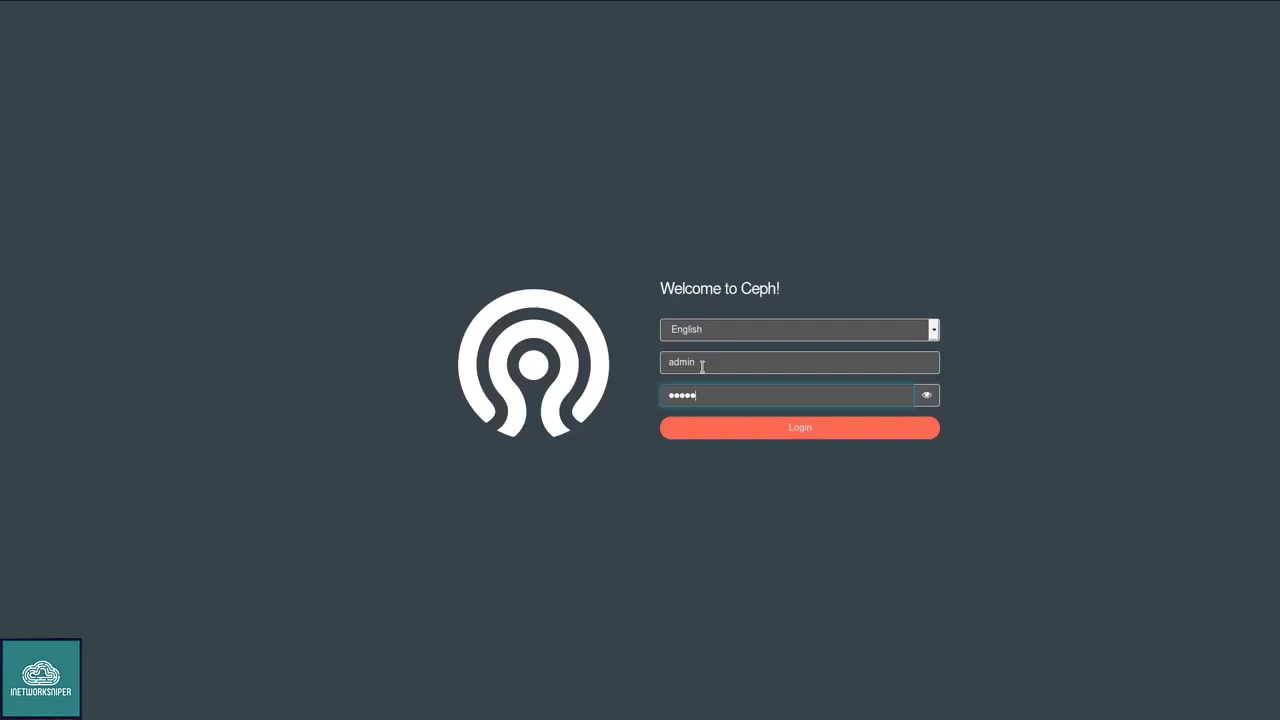 Welcome to Ceph!
English
admin
•••••
Login
INETWORKSNIPER